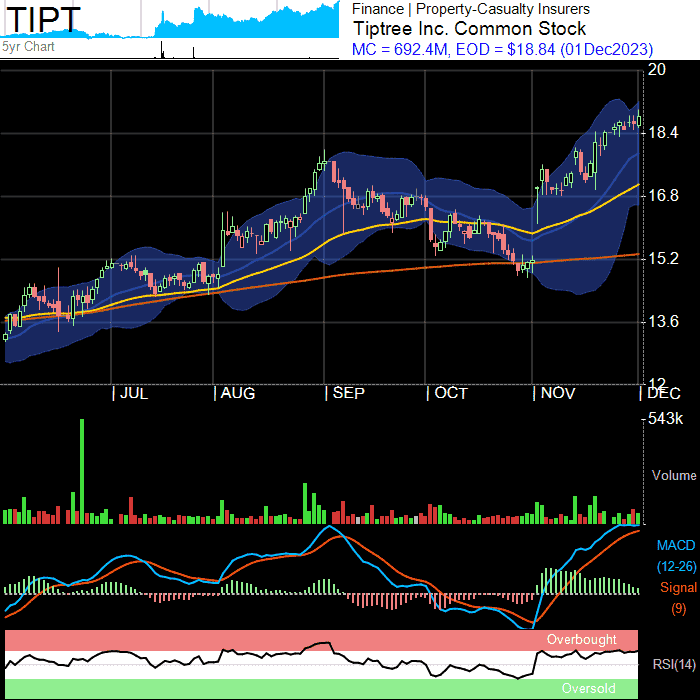 TIPT
5yr Chart
Finance | Property-Casualty Insurers
Tiptree Inc. Common Stock
MC = 692.4M, EOD = $18.84 (01Dec2023)
20
18.4
16.8
15.2
13.6
12
| JUL | AUG | SEP | OCT | NOV | DEC
543k
Volume
MACD
(12-26)
Signal
(9)
Overbought
RSI(14)
Oversold